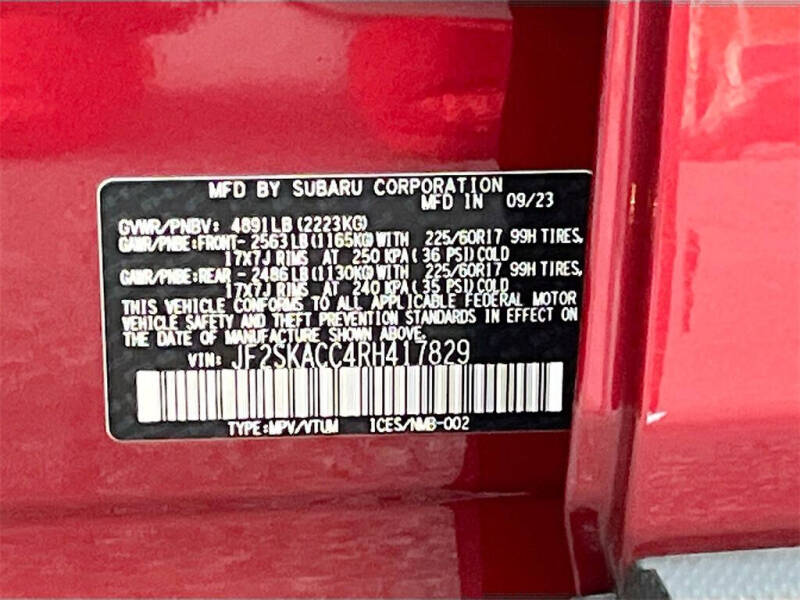 MFD BY SUBARU CORPORATION
MFD IN 09/23
GVWR/PNBV: 4891LB(2223KG)
GAWR/PNBE:FRONT- 2563LB(1165KG)WITH 225/60R17 99H TIRES,
17X7J RIMS AT 250 KPA(36 PSI)COLD
GAWR/PNBE:REAR - 2486LB(1130KG)WITH 225/60R17 99H TIRES,
17X7J RIMS AT 240 KPA(35 PSI)COLD
THIS VEHICLE CONFORMS TO ALL APPLICABLE FEDERAL MOTOR
VEHICLE SAFETY AND THEFT PREVENTION STANDARDS IN EFFECT ON
THE DATE OF MANUFACTURE SHOWN ABOVE.
VIN: JF2SKACC4RH417829
TYPE:MPV/VTUM 1CES/NMB-002